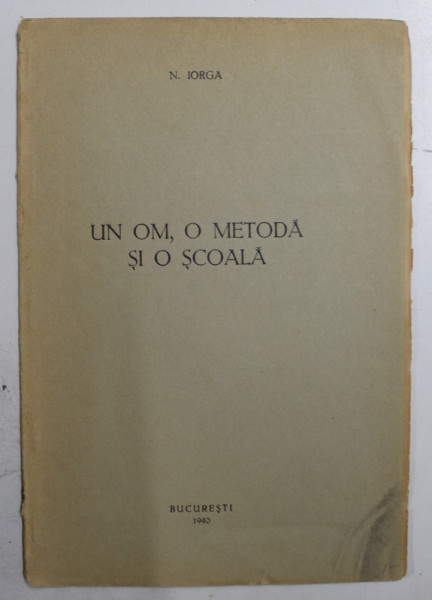 N. IORGA
UN OM, O METODĂ
ȘI O ȘCOALĂ
BUCUREȘTI
1940